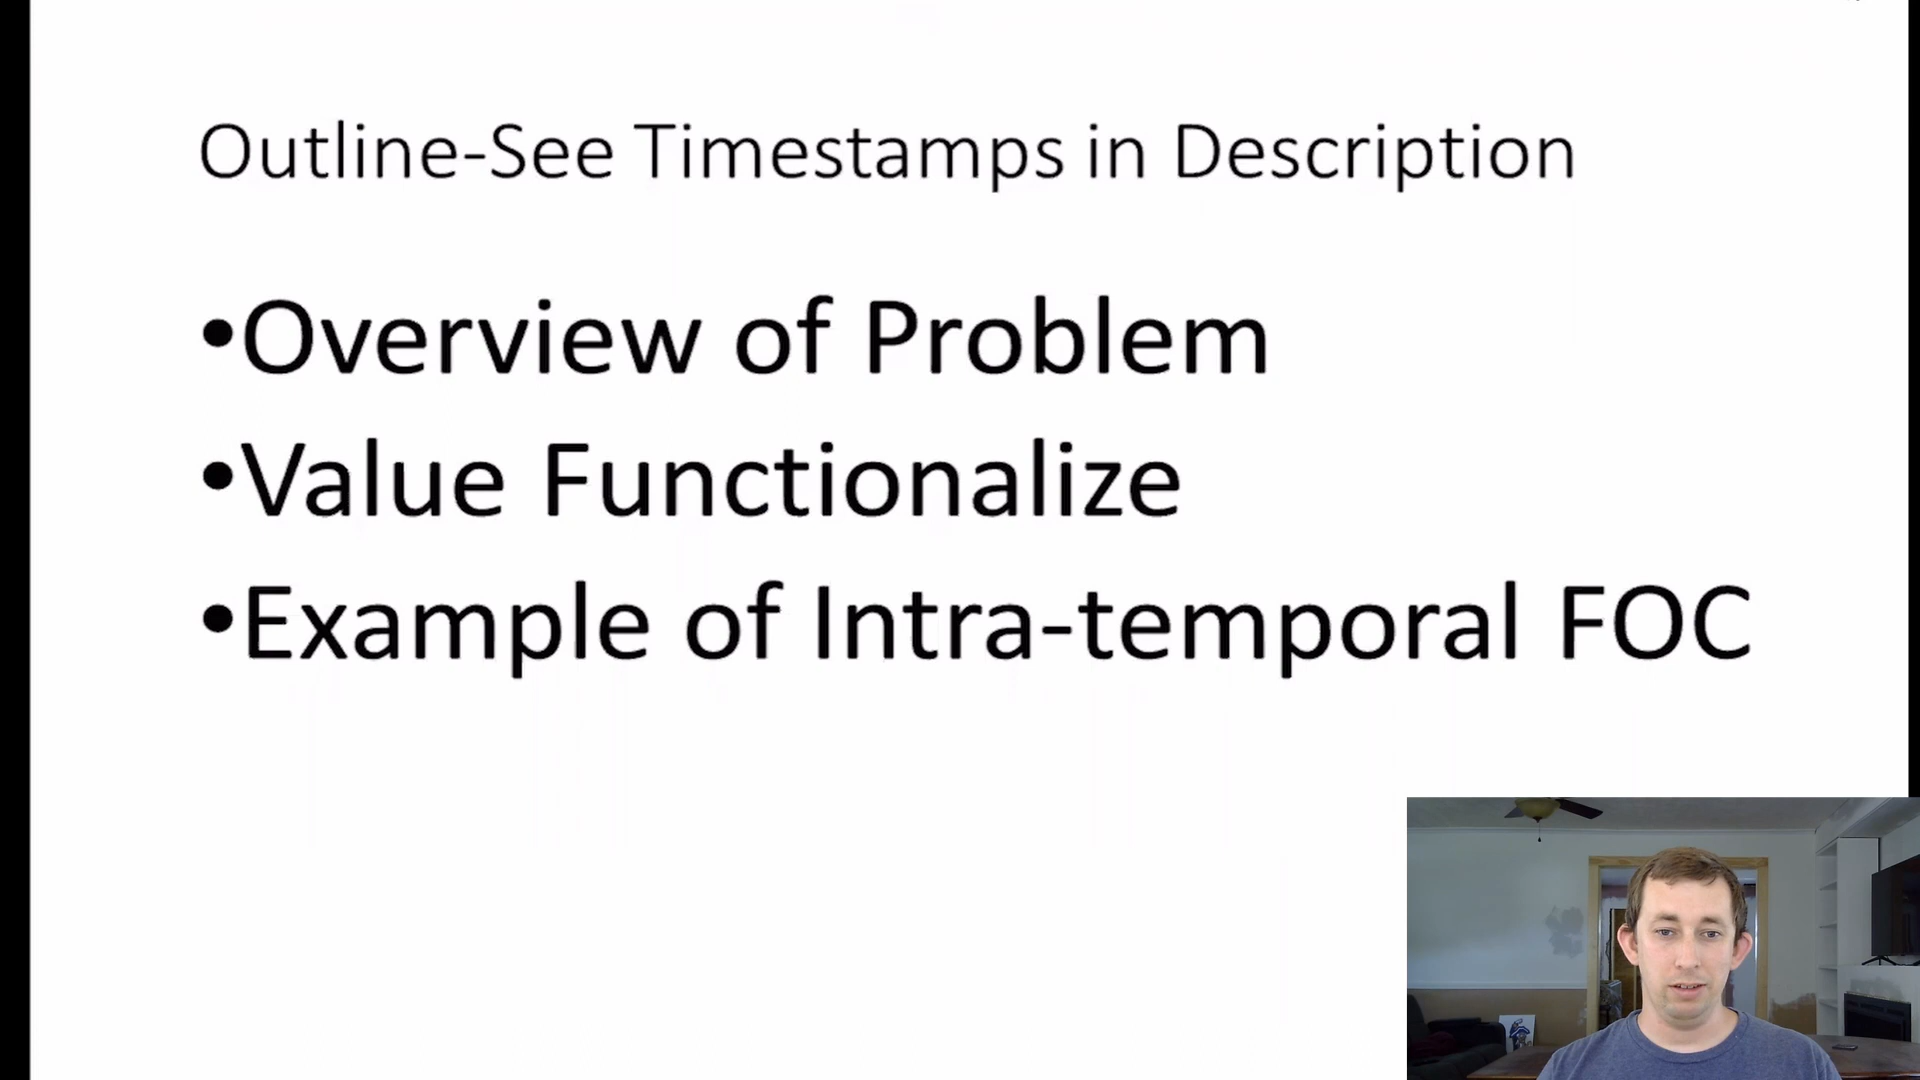 Outline-See Timestamps in Description
•Overview of Problem
•Value Functionalize
•Example of Intra-temporal FOC